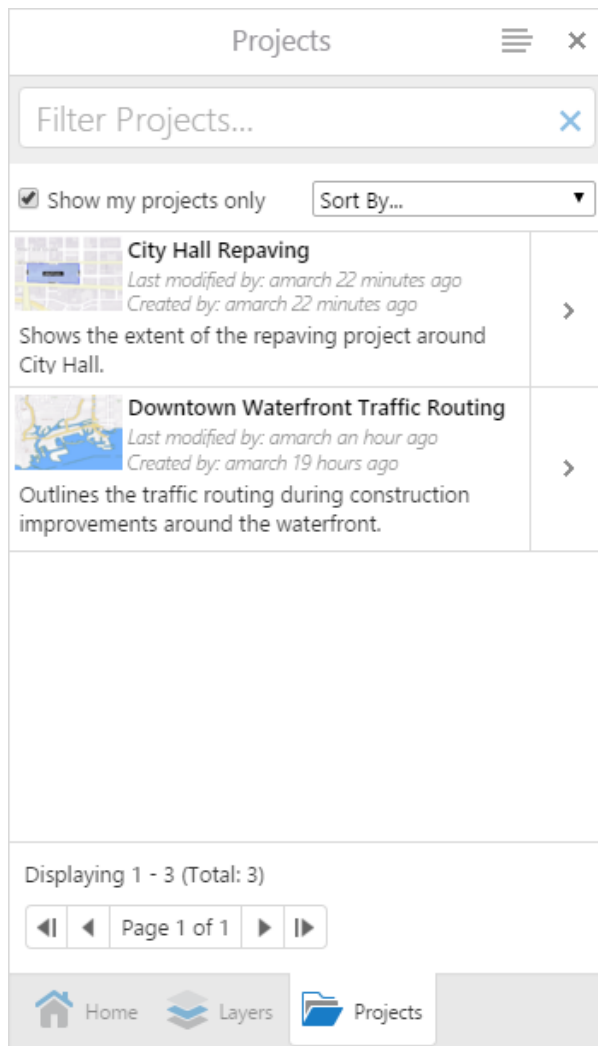 Projects
Filter Projects...
Show my projects only
Sort By...
City Hall Repaving
Last modified by: amarch 22 minutes ago
Created by: amarch 22 minutes ago
Shows the extent of the repaving project around
City Hall.
Downtown Waterfront Traffic Routing
Last modified by: amarch an hour ago
Created by: amarch 19 hours ago
Outlines the traffic routing during construction
improvements around the waterfront.
Displaying 1 - 3 (Total: 3)
Page 1 of 1
Home
Layers
Projects